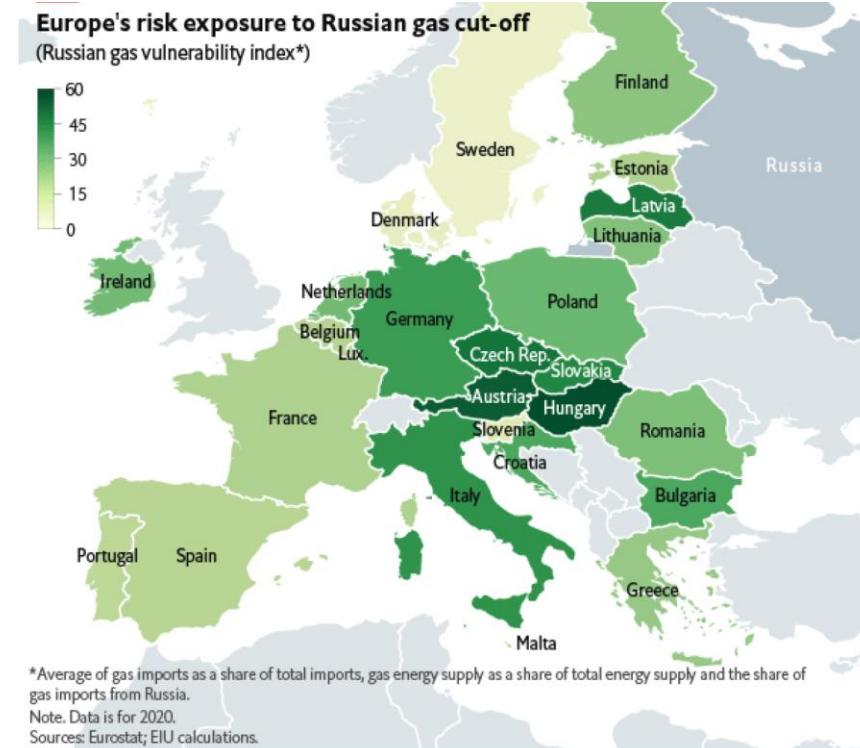 Europe's risk exposure to Russian gas cut-off
(Russian gas vulnerability index*)
60
45
30
15
0
Finland
Sweden
Estonia
Russia
Latvia
Denmark
Lithuania
Ireland
Netherlands
Poland
Germany
Belgium
Lux.
Czech Rep.
Slovakia
Austria
Hungary
France
Slovenia
Romania
Croatia
Italy
Bulgaria
Portugal
Spain
Greece
Malta
*Average of gas imports as a share of total imports, gas energy supply as a share of total energy supply and the share of
gas imports from Russia.
Note. Data is for 2020.
Sources: Eurostat; EIU calculations.